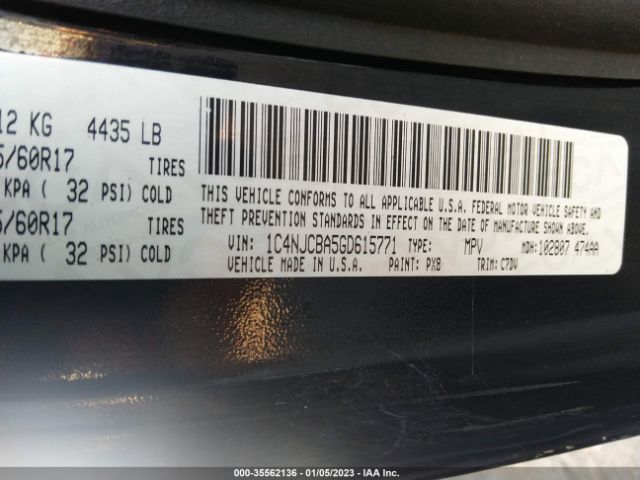 12 KG 4435 LB
5/60R17 TIRES
KPA ( 32 PSI) COLD
5/60R17 TIRES
KPA ( 32 PSI) COLD
THIS VEHICLE CONFORMS TO ALL APPLICABLE U.S.A. FEDERAL MOTOR VEHICLE SAFETY AND
THEFT PREVENTION STANDARDS IN EFFECT ON THE DATE OF MANUFACTURE SHOWN ABOVE.
VIN: 1C4NJCBA5GD615771 TYPE: MPV MDH: 102807 474AA
VEHICLE MADE IN U.S.A. PAINT: PX8 TRIM: C7DV
000-35562136 - 01/05/2023 - IAA Inc.